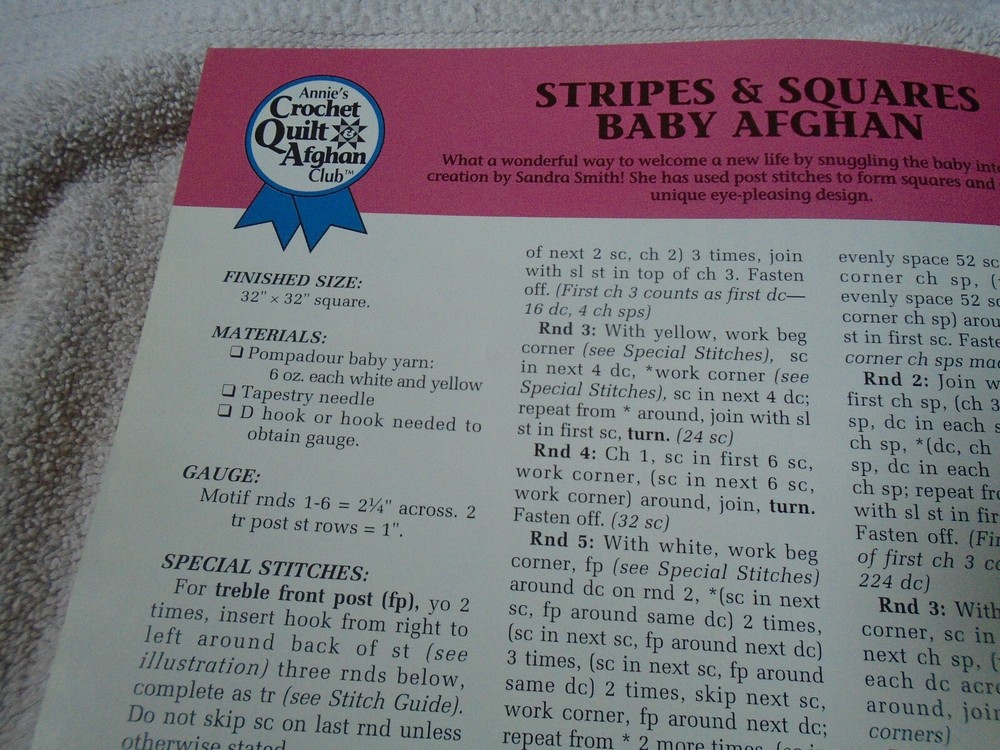 Annie's
Crochet
Quilt &
Afghan
Club™
STRIPES & SQUARES
BABY AFGHAN
What a wonderful way to welcome a new life by snuggling the baby
creation by Sandra Smith! She has used post stitches to form squares and
unique eye-pleasing design.
FINISHED SIZE:
32" × 32" square.
MATERIALS:
❑ Pompadour baby yarn:
6 oz. each white and yellow
❑ Tapestry needle
❑ D hook or hook needed to
obtain gauge.
GAUGE:
Motif rnds 1-6 = 2¼" across. 2
tr post st rows = 1".
SPECIAL STITCHES:
For treble front post (fp), yo 2
times, insert hook from right to
left around back of st (see
illustration) three rnds below,
complete as tr (see Stitch Guide).
Do not skip sc on last rnd unless
otherwise stated.
of next 2 sc, ch 2) 3 times, join
with sl st in top of ch 3. Fasten
off. (First ch 3 counts as first dc—
16 dc, 4 ch sps)
Rnd 3: With yellow, work beg
corner (see Special Stitches), sc
in next 4 dc, *work corner (see
Special Stitches), sc in next 4 dc;
repeat from * around, join with sl
st in first sc, turn. (24 sc)
Rnd 4: Ch 1, sc in first 6 sc,
work corner, (sc in next 6 sc,
work corner) around, join, turn.
Fasten off. (32 sc)
Rnd 5: With white, work beg
corner, fp (see Special Stitches)
around dc on rnd 2, *(sc in next
sc, fp around same dc) 2 times,
(sc in next sc, fp around next dc)
3 times, (sc in next sc, fp around
same dc) 2 times, skip next sc,
work corner, fp around next dc;
repeat from * 2 more times, (sc in
evenly space 52 sc
corner ch sp, (
evenly space 52 sc
corner ch sp) arou
st in first sc. Faste
corner ch sps mad
Rnd 2: Join w
first ch sp, (ch 3
sp, dc in each s
ch sp, *(dc, ch
sp, dc in each
ch sp; repeat fro
with sl st in fir
Fasten off. (Fir
of first ch 3 co
224 dc)
Rnd 3: With
corner, sc in
next ch sp, (
each dc acro
around, join
corners)